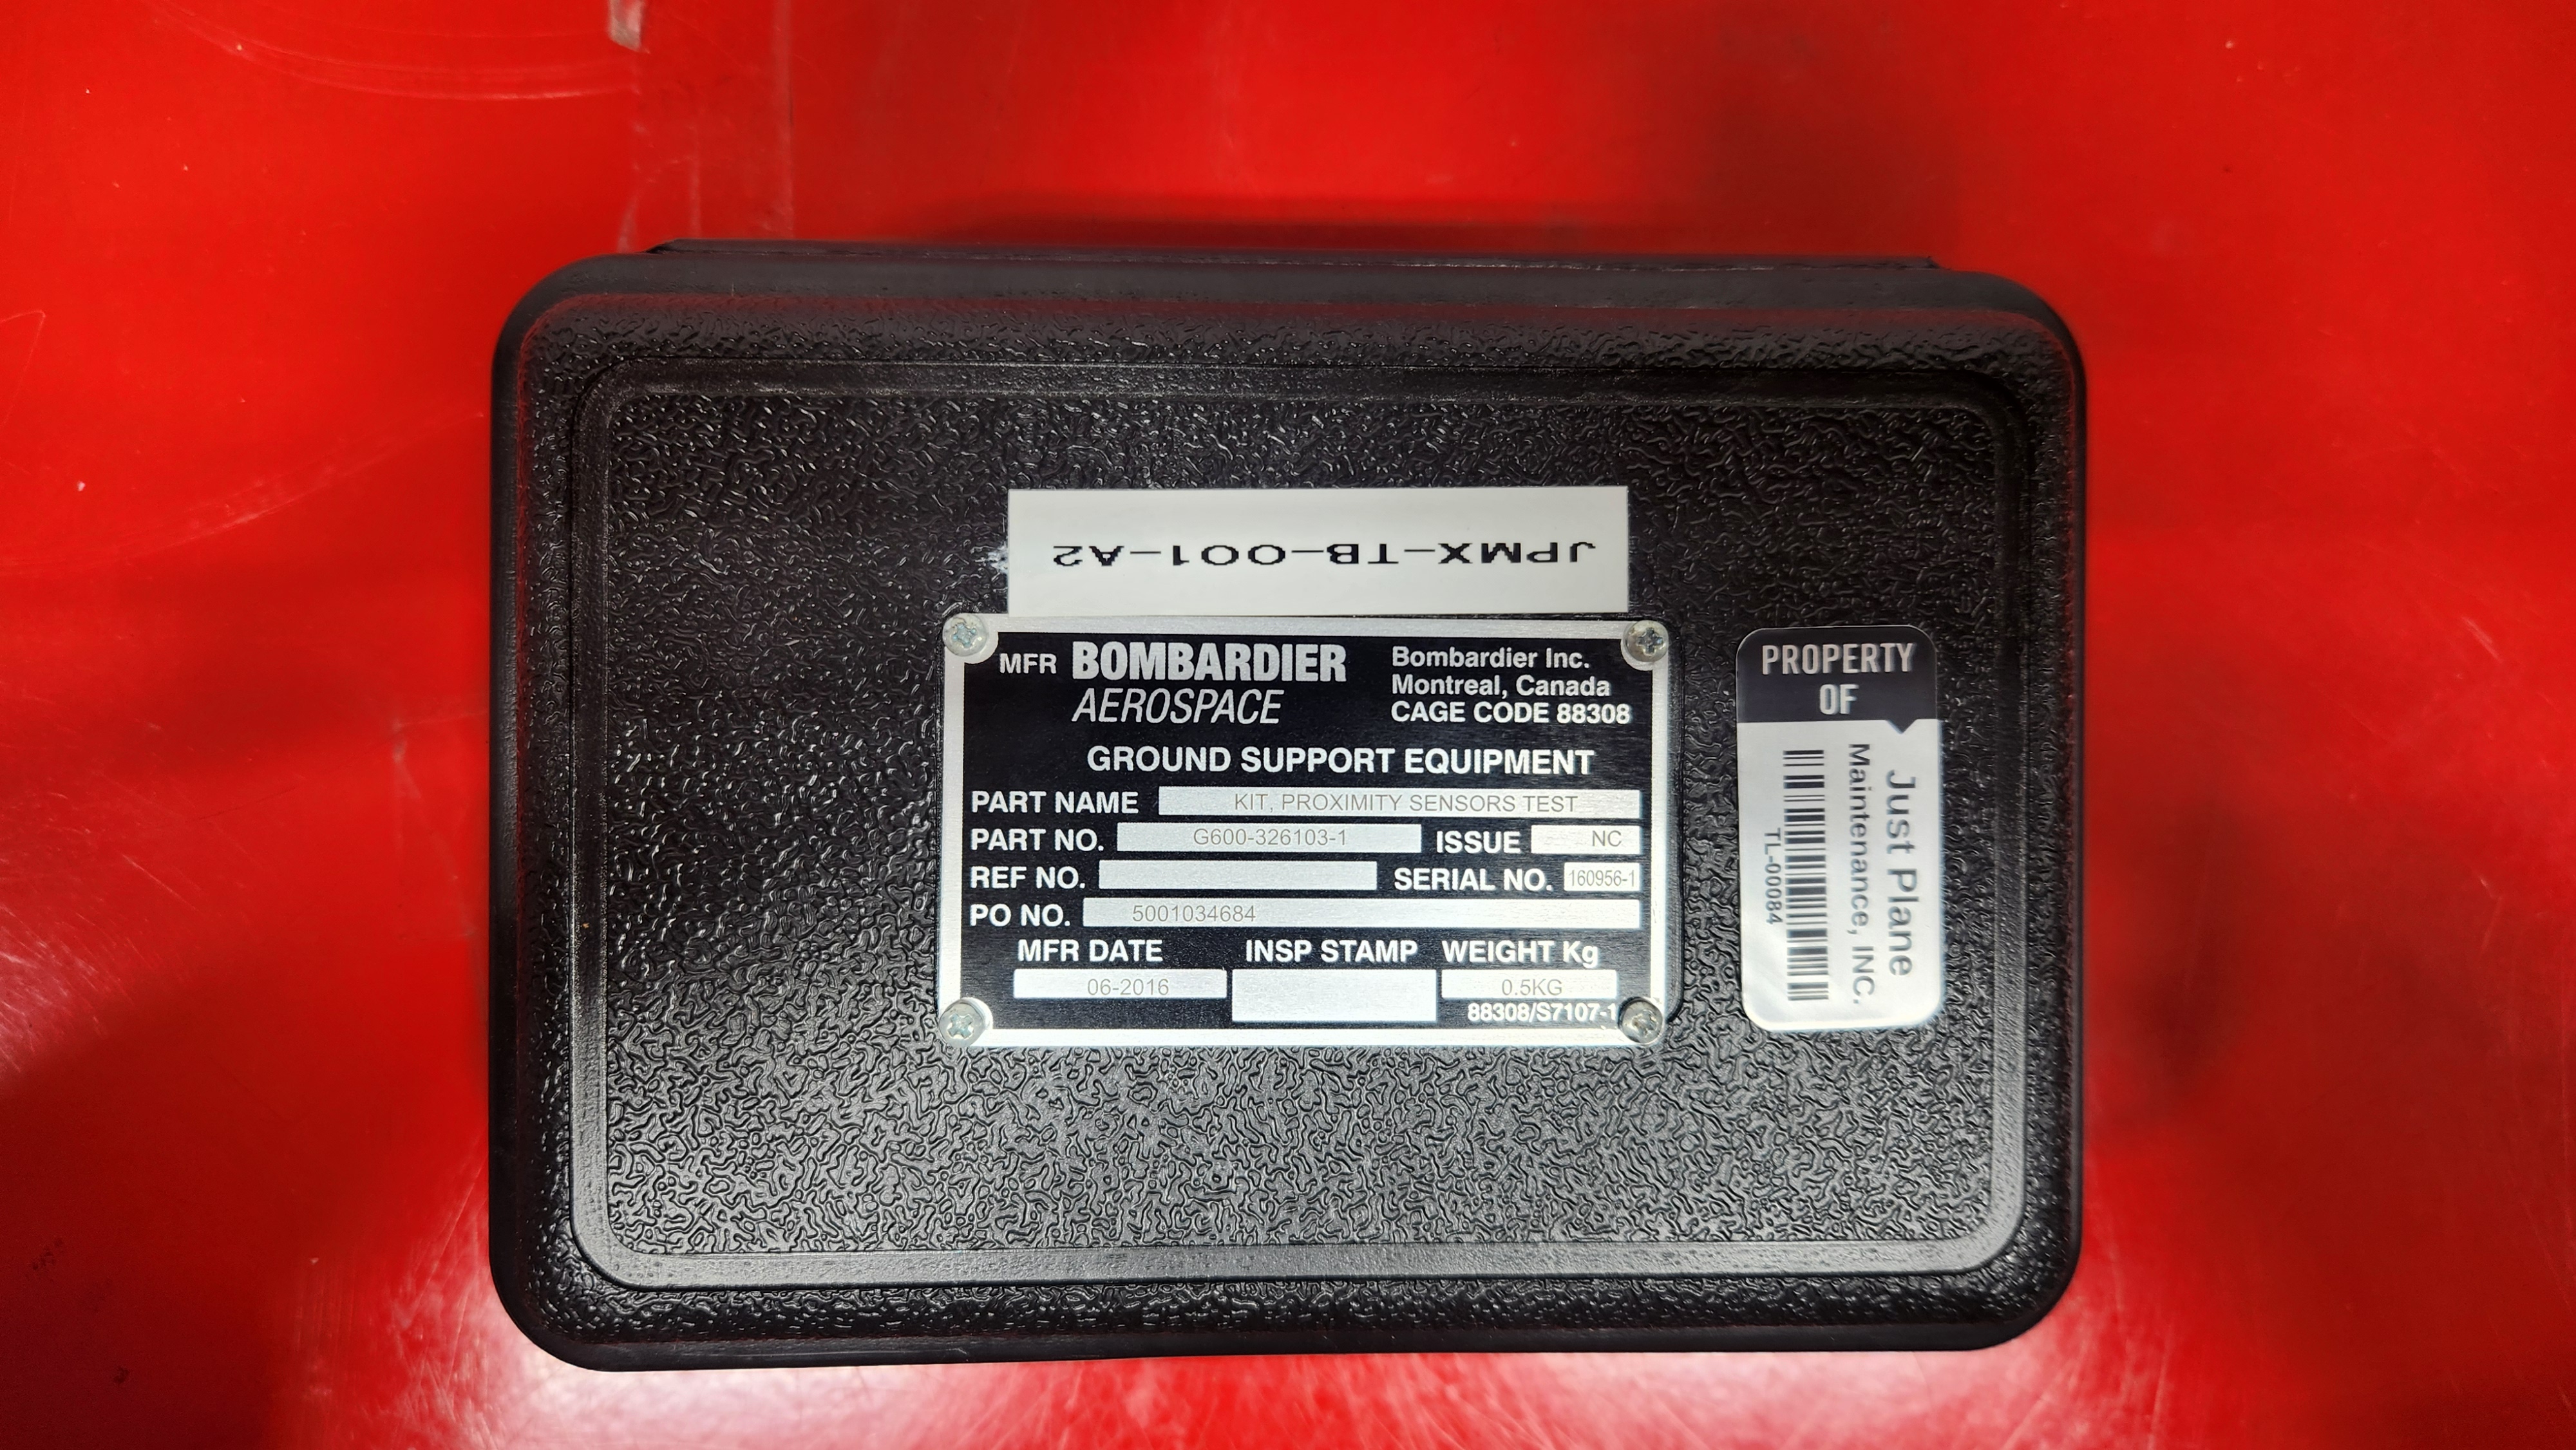 JPMX-TB-001-A2
MFR BOMBARDIER
AEROSPACE
Bombardier Inc.
Montreal, Canada
CAGE CODE 88308
GROUND SUPPORT EQUIPMENT
PART NAME KIT, PROXIMITY SENSORS TEST
PART NO. G600-326103-1 ISSUE NC
REF NO. SERIAL NO. 160956-1
PO NO. 5001034684
MFR DATE INSP STAMP WEIGHT Kg
06-2016 0.5KG
88308/S7107-1
PROPERTY
OF
Just Plane
Maintenance, INC.
TL-00084